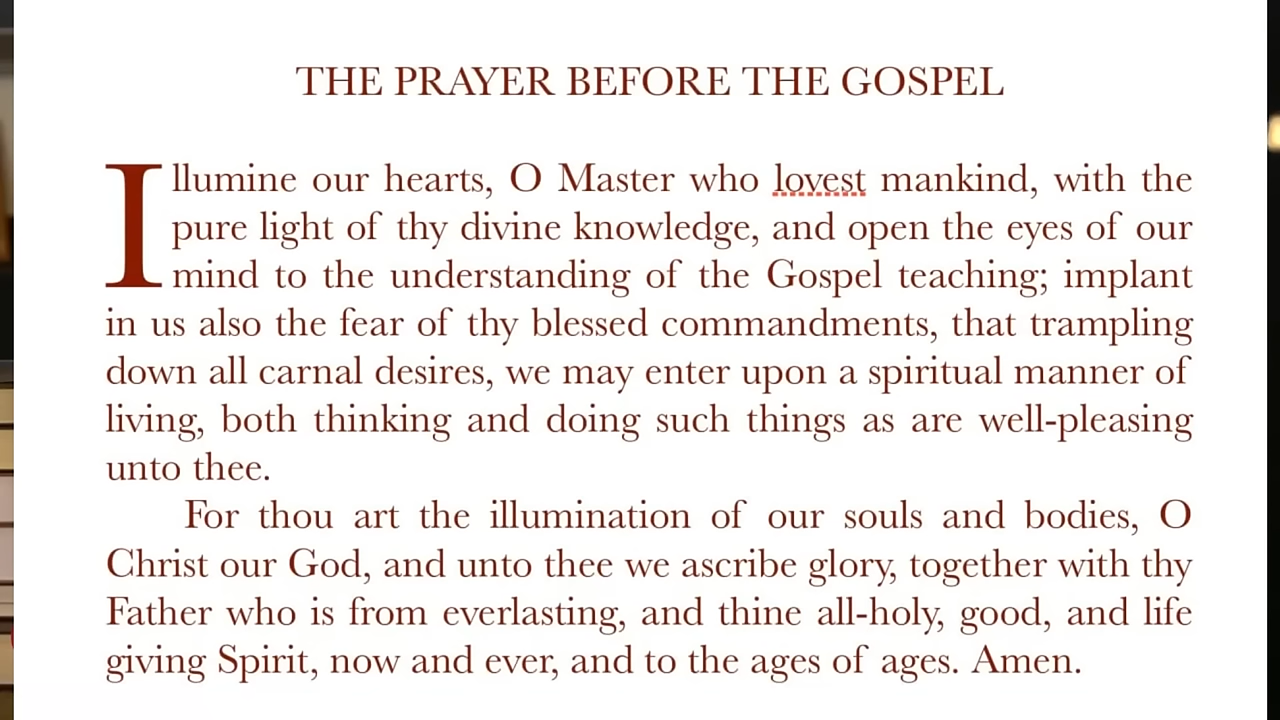 THE PRAYER BEFORE THE GOSPEL
Illumine our hearts, O Master who lovest mankind, with the
pure light of thy divine knowledge, and open the eyes of our
mind to the understanding of the Gospel teaching; implant
in us also the fear of thy blessed commandments, that trampling
down all carnal desires, we may enter upon a spiritual manner of
living, both thinking and doing such things as are well-pleasing
unto thee.
For thou art the illumination of our souls and bodies, O
Christ our God, and unto thee we ascribe glory, together with thy
Father who is from everlasting, and thine all-holy, good, and life
giving Spirit, now and ever, and to the ages of ages. Amen.